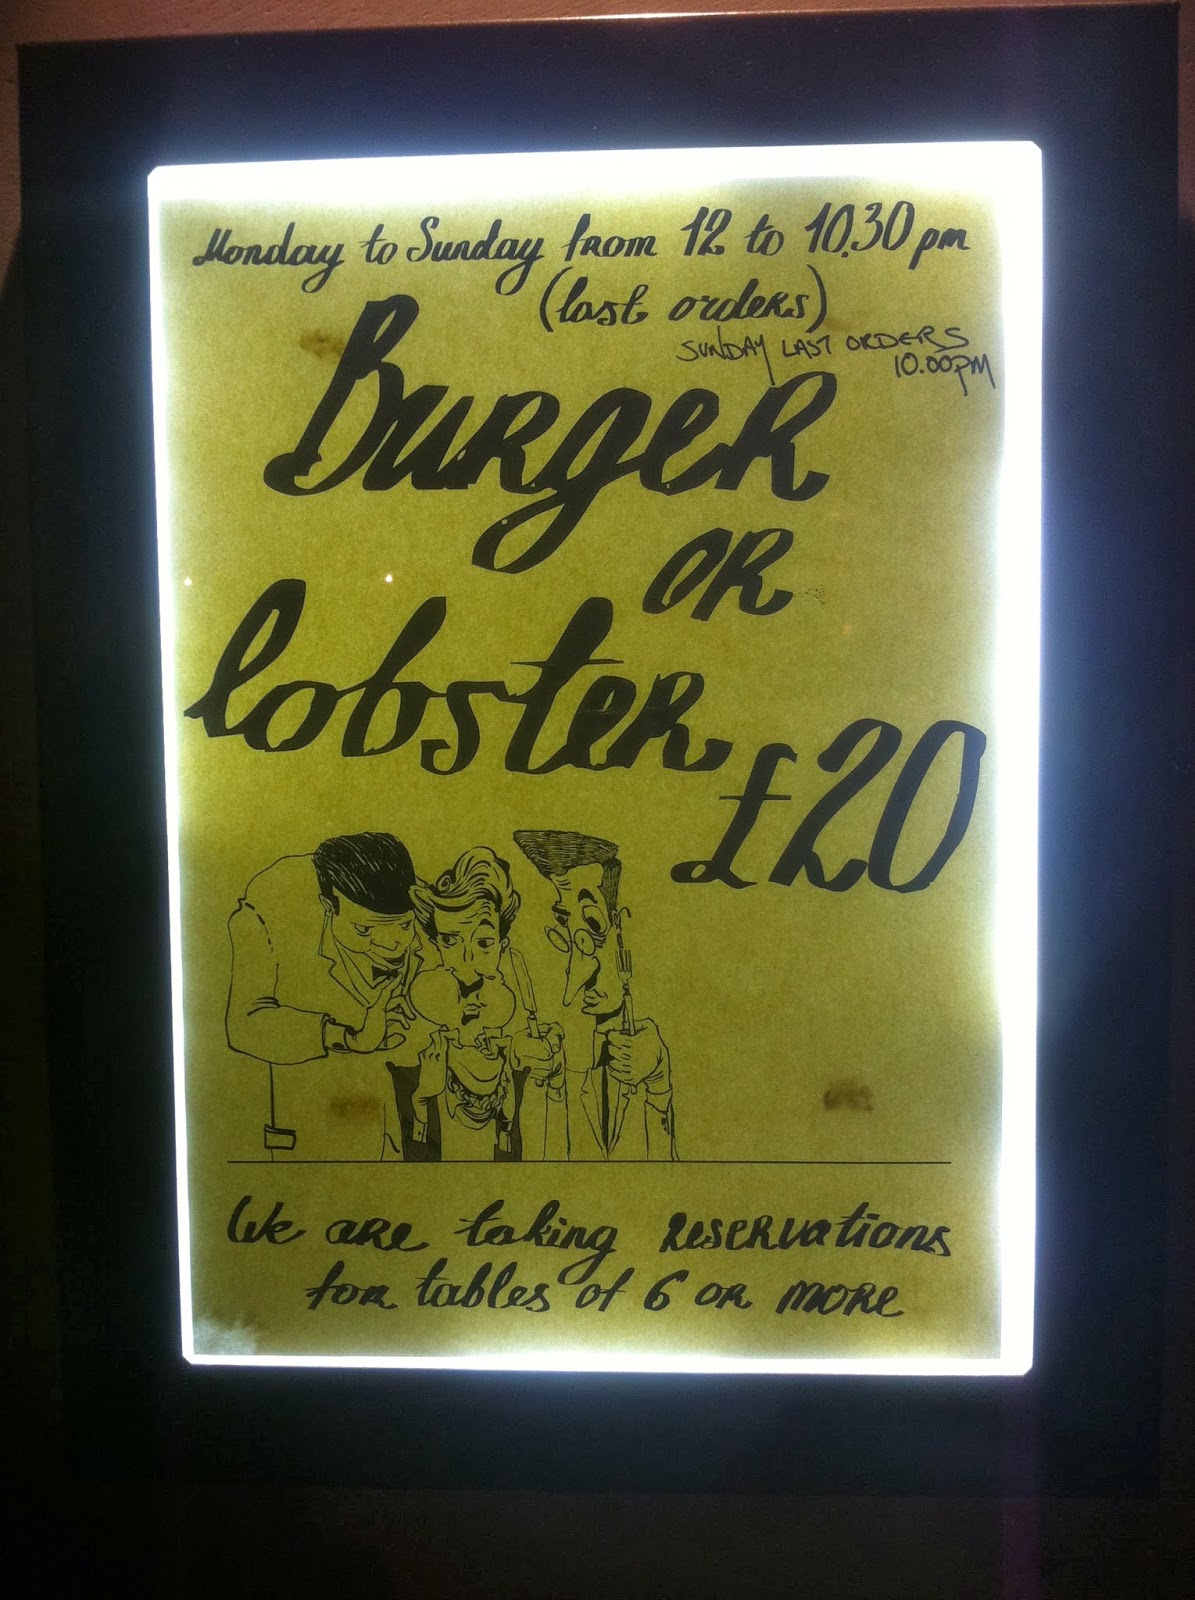 Monday to Sunday from 12 to 10.30 pm
(last orders)
SUNDAY LAST ORDERS
10.00PM
Burger
or
lobster
£20
We are taking reservations
for tables of 6 or more